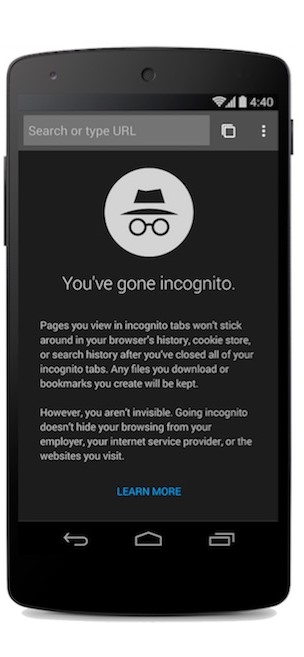 4:40
Search or type URL
You've gone incognito.
Pages you view in incognito tabs won't stick
around in your browser's history, cookie store,
or search history after you've closed all of your
incognito tabs. Any files you download or
bookmarks you create will be kept.
However, you aren't invisible. Going incognito
doesn't hide your browsing from your
employer, your internet service provider, or the
websites you visit.
LEARN MORE